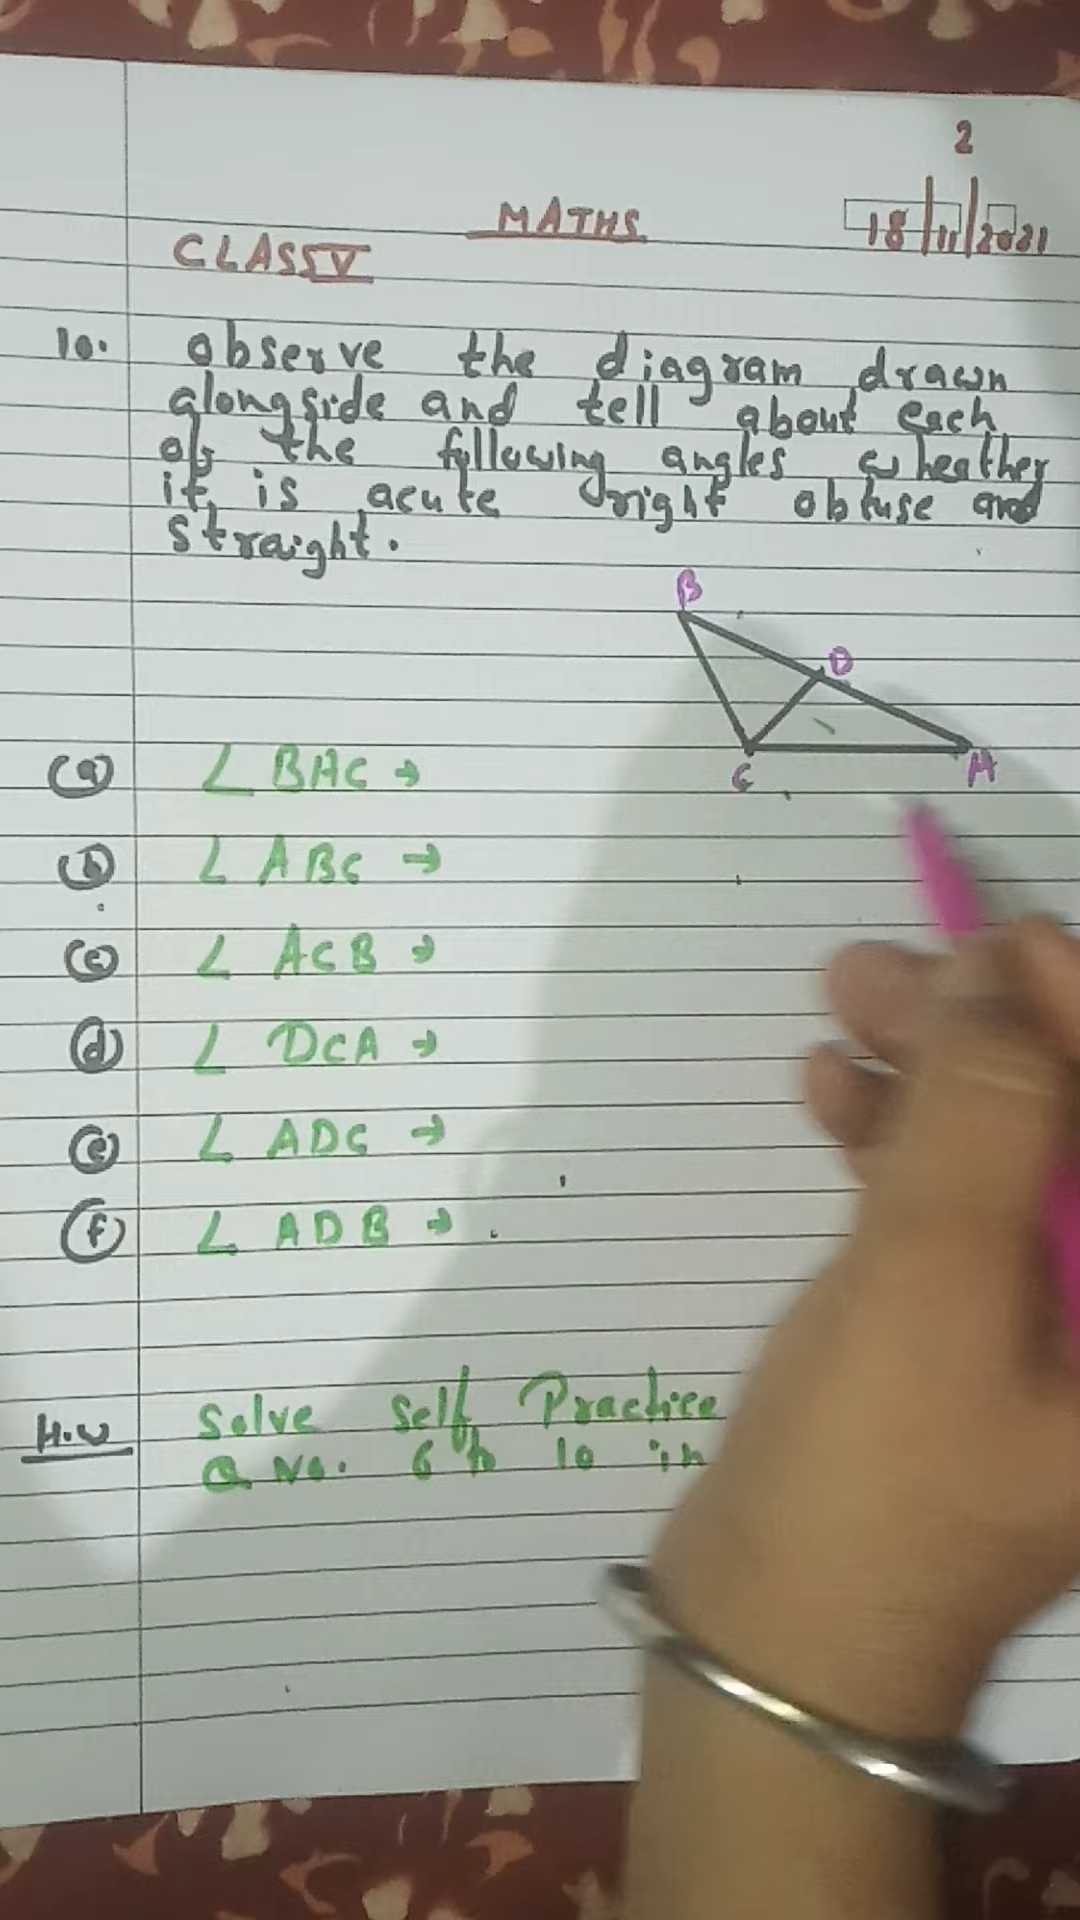 2
MATHS
18/11/2021
CLASS V
10. observe the diagram drawn
alongside and tell about each
of the following angles wheather
it is acute right obtuse and
straight.
B
D
C
A
(a) ∠ BAC →
(b) ∠ ABC →
(c) ∠ ACB →
(d) ∠ DCA →
(e) ∠ ADC →
(f) ∠ ADB →
H.W Solve Self Practice
Q No. 6 to 10 in